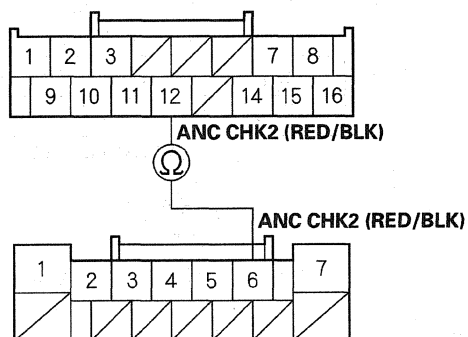 1 2 3 7 8
9 10 11 12 14 15 16
ANC CHK2 (RED/BLK)
Ω
ANC CHK2 (RED/BLK)
1 2 3 4 5 6 7